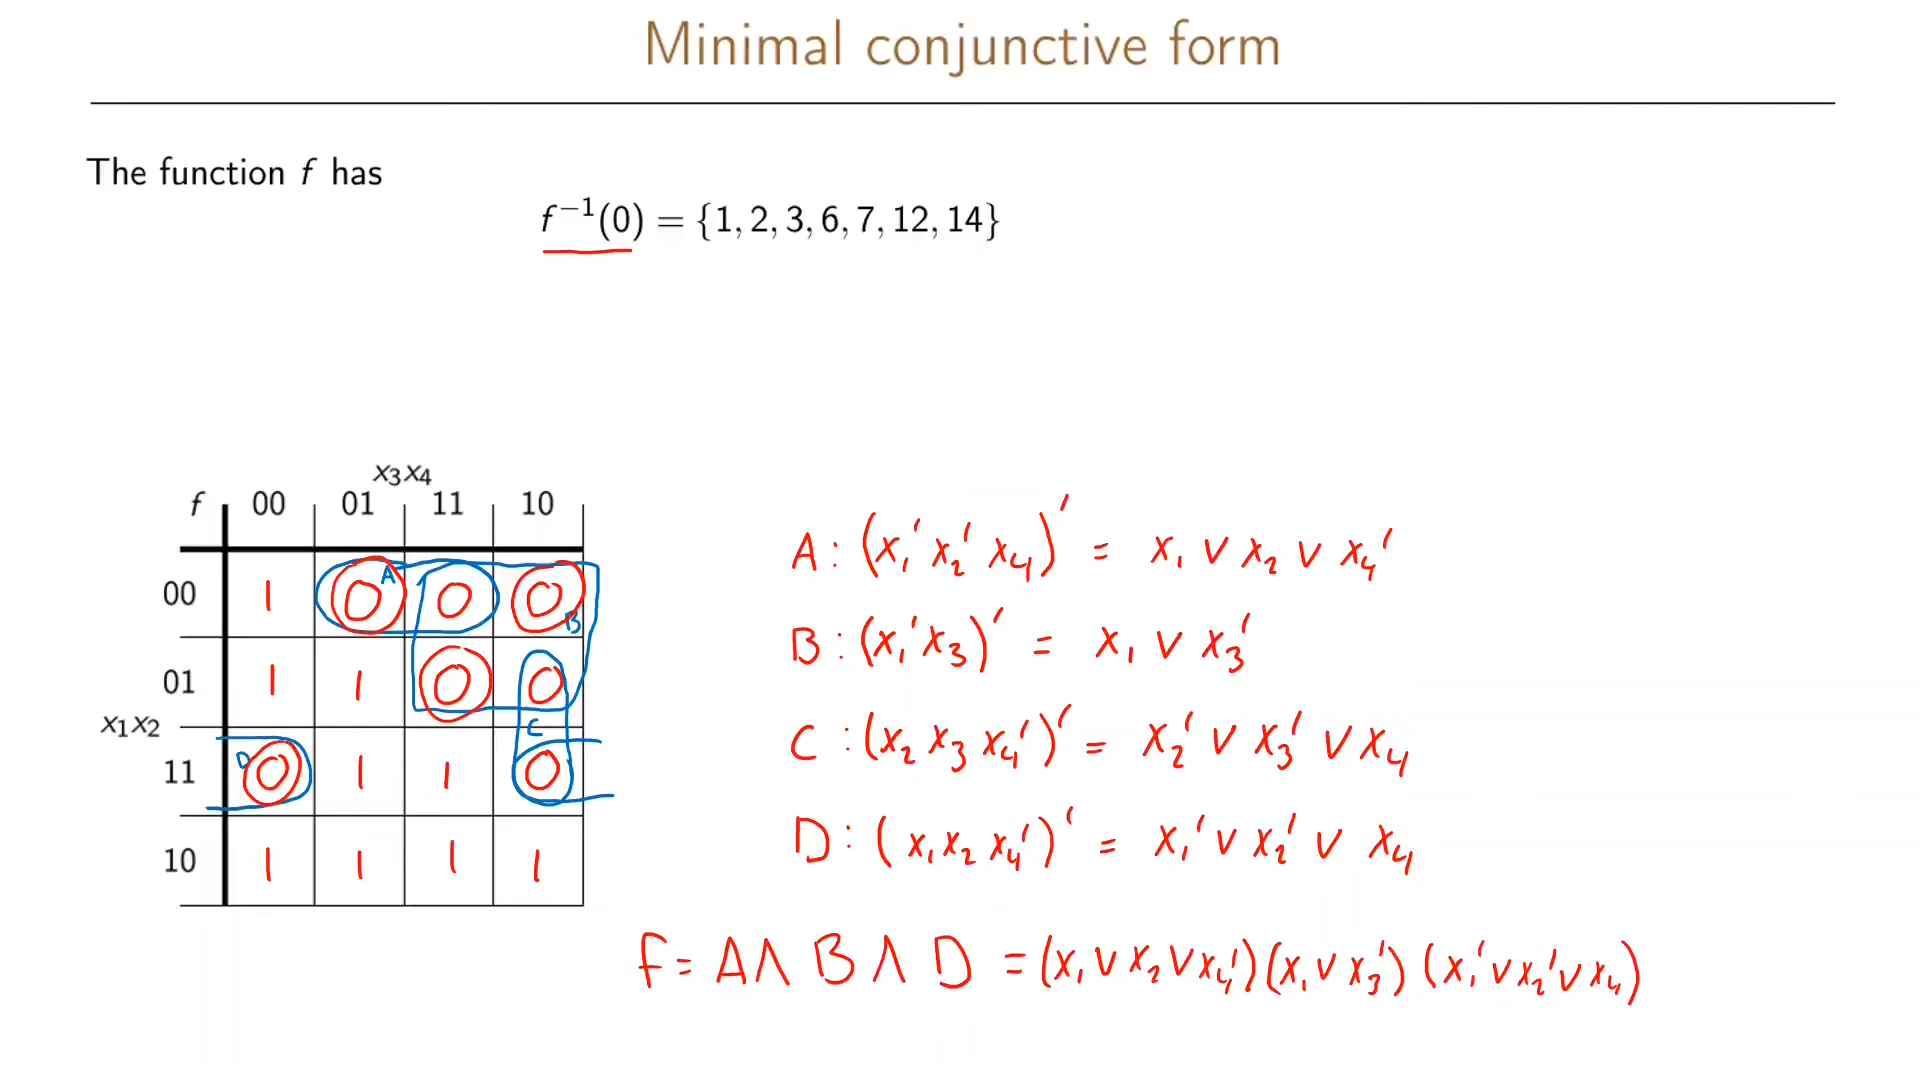 Minimal conjunctive form
The function f has
f⁻¹(0) = {1, 2, 3, 6, 7, 12, 14}
x₃x₄
f 00 01 11 10
00 1 0 A 0 0 B
01 1 1 0 0
x₁x₂ C
11 D 0 1 1 0
10 1 1 1 1
A : (x₁' x₂' x₄)' = x₁ ∨ x₂ ∨ x₄'
B : (x₁' x₃)' = x₁ ∨ x₃'
C : (x₂ x₃ x₄')' = x₂' ∨ x₃' ∨ x₄
D : (x₁ x₂ x₄')' = x₁' ∨ x₂' ∨ x₄
f = A ∧ B ∧ D = (x₁ ∨ x₂ ∨ x₄')(x₁ ∨ x₃')(x₁' ∨ x₂' ∨ x₄)